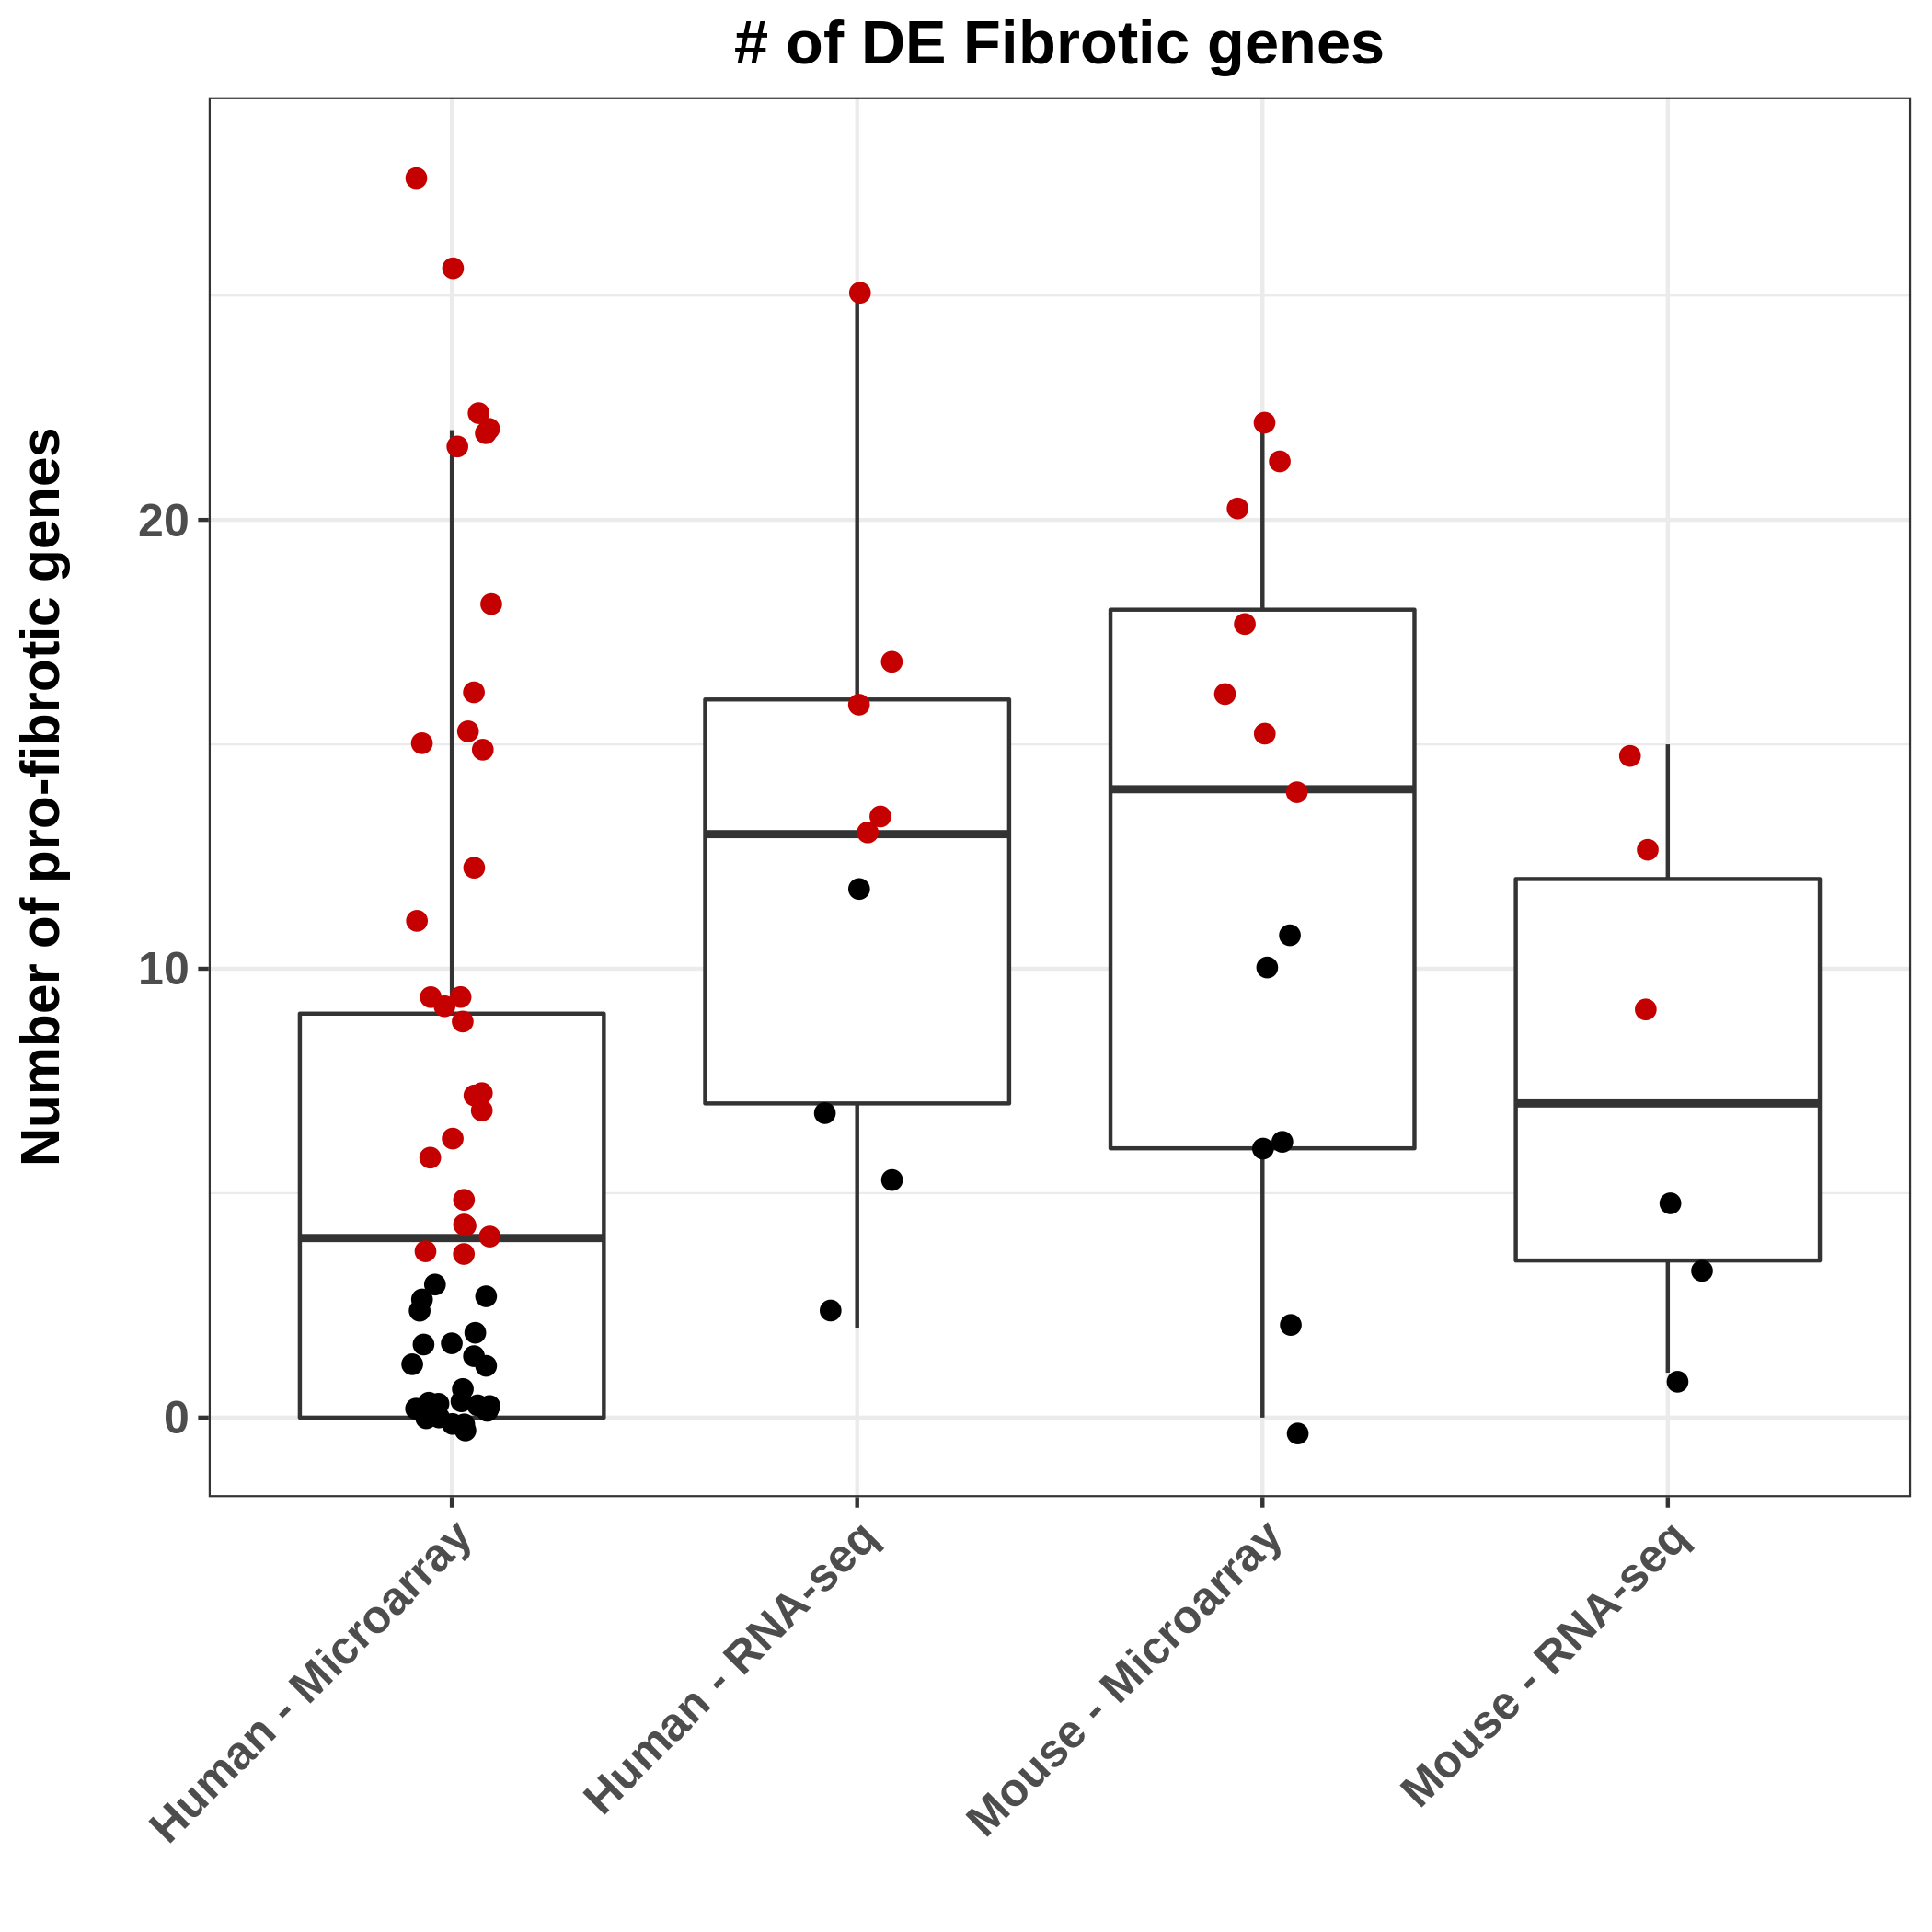 # of DE Fibrotic genes
Number of pro-fibrotic genes
20
10
0
Human - Microarray
Human - RNA-seq
Mouse - Microarray
Mouse - RNA-seq